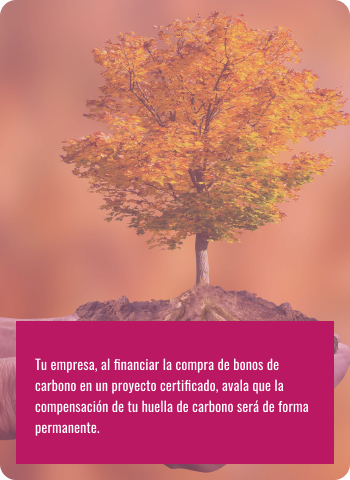 Tu empresa, al financiar la compra de bonos de
carbono en un proyecto certificado, avala que la
compensación de tu huella de carbono será de forma
permanente.